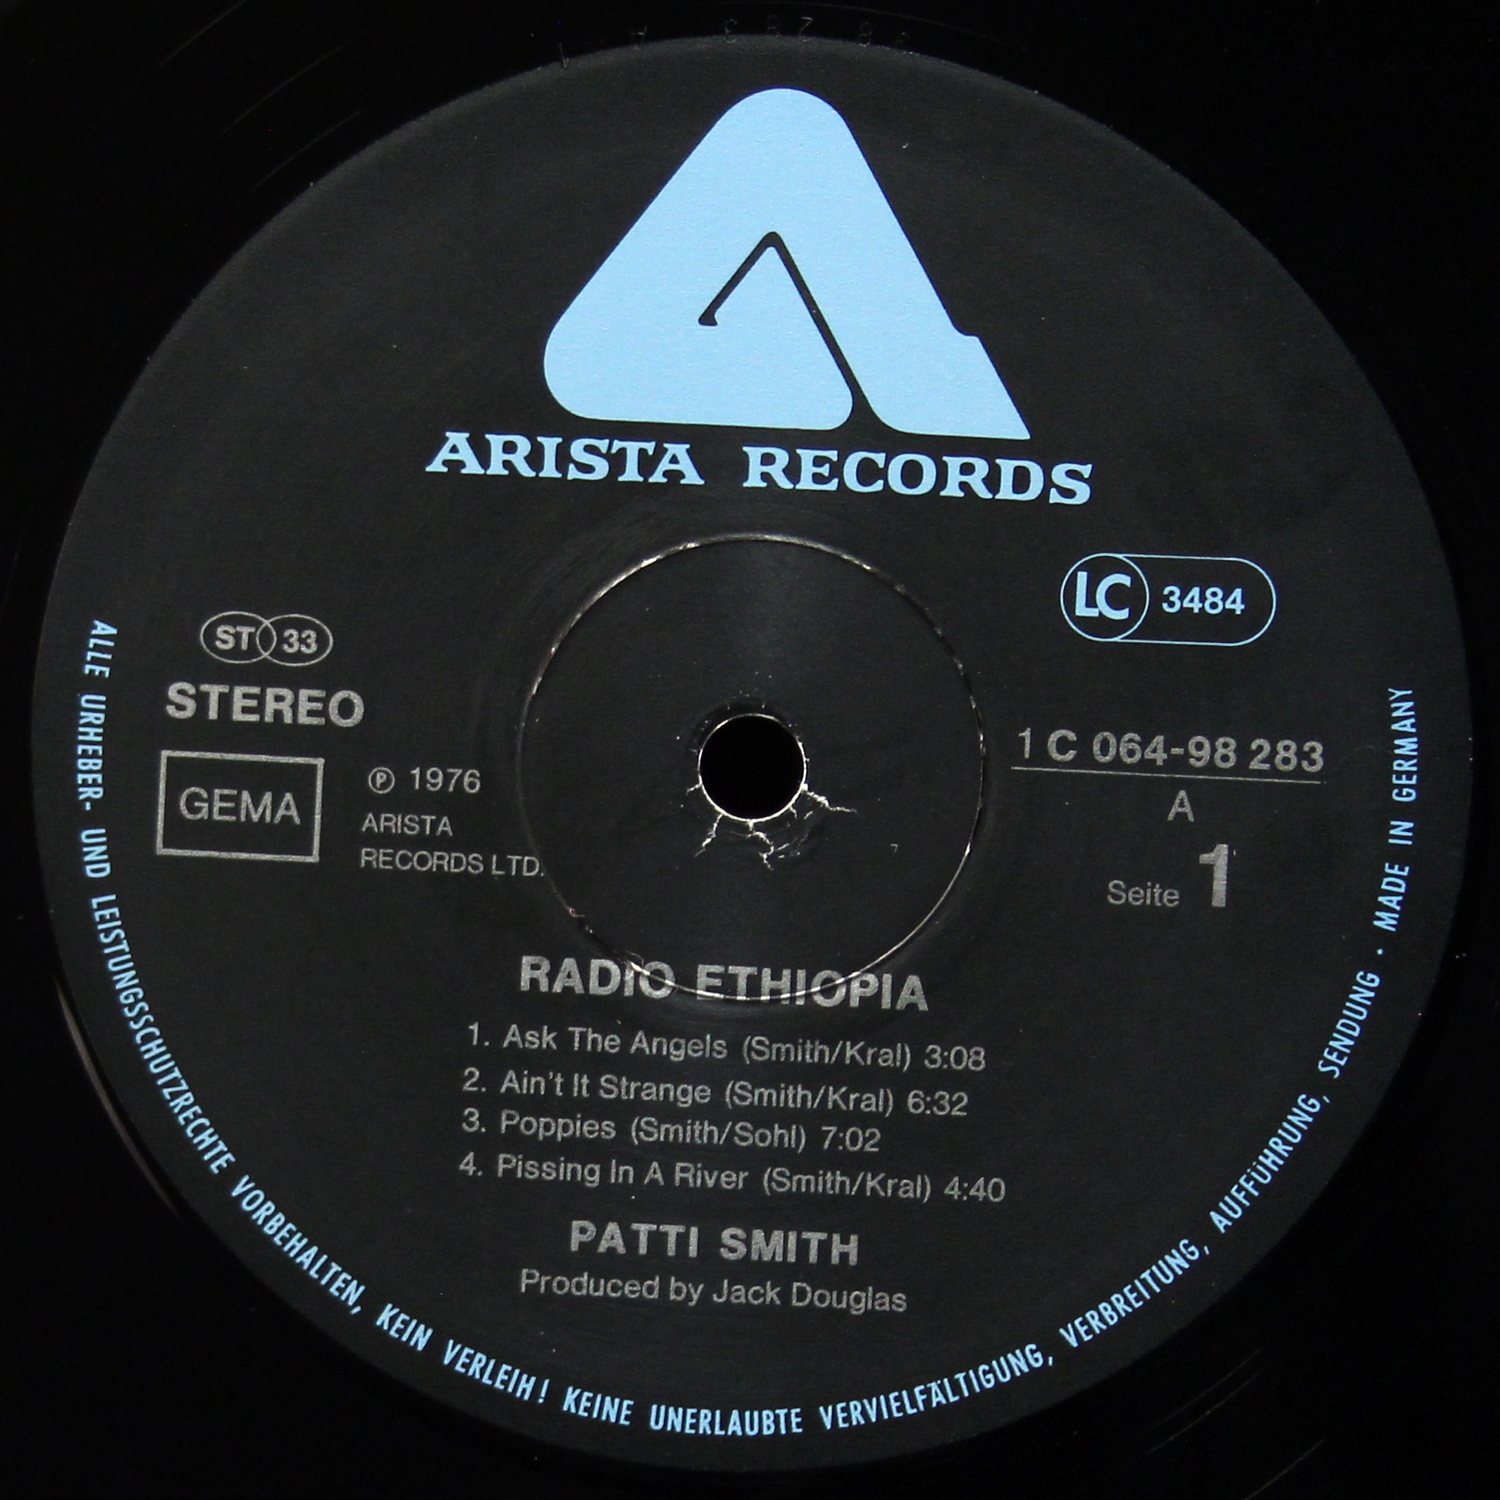 98283 A 1
ARISTA RECORDS
LC 3484
ST 33
STEREO
GEMA
℗ 1976
ARISTA
RECORDS LTD.
1 C 064-98 283
A
Seite 1
RADIO ETHIOPIA
1. Ask The Angels (Smith/Kral) 3:08
2. Ain't It Strange (Smith/Kral) 6:32
3. Poppies (Smith/Sohl) 7:02
4. Pissing In A River (Smith/Kral) 4:40
PATTI SMITH
Produced by Jack Douglas
ALLE URHEBER- UND LEISTUNGSSCHUTZRECHTE VORBEHALTEN, KEIN VERLEIH! KEINE UNERLAUBTE VERVIELFÄLTIGUNG, VERBREITUNG, AUFFÜHRUNG, SENDUNG · MADE IN GERMANY